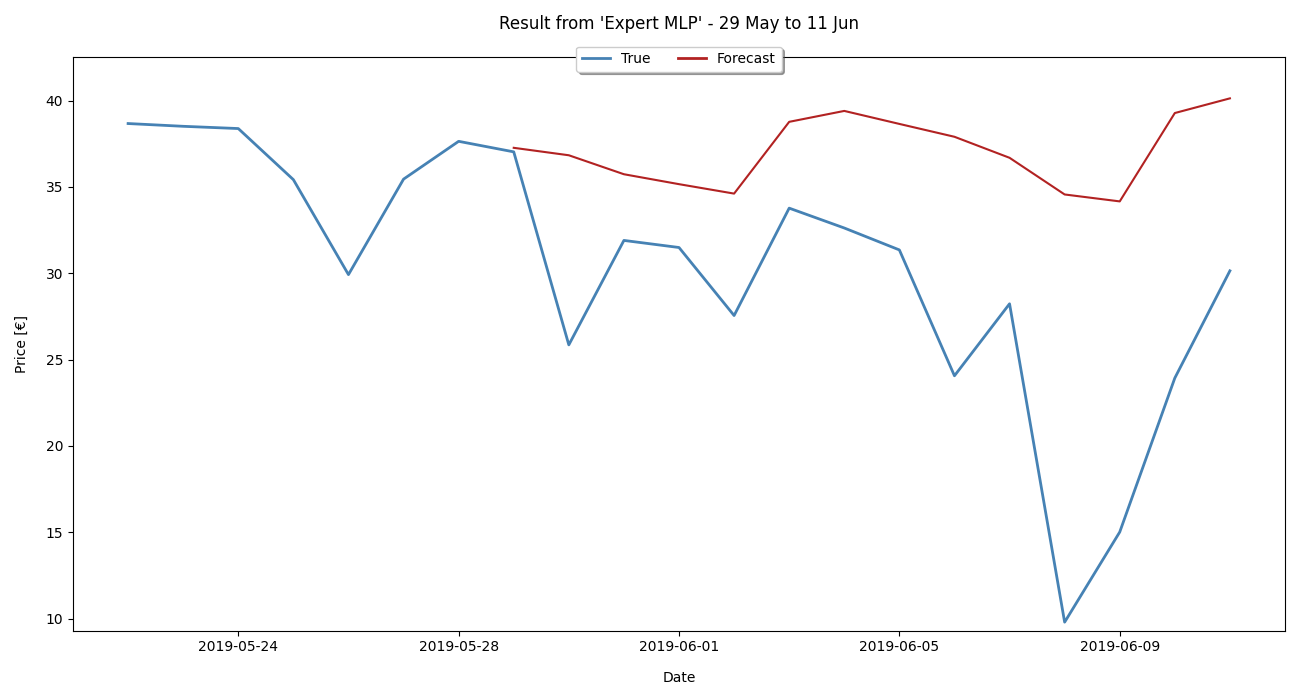 Result from 'Expert MLP' - 29 May to 11 Jun
True Forecast
40
35
30
25
20
15
10
Price [€]
2019-05-24 2019-05-28 2019-06-01 2019-06-05 2019-06-09
Date